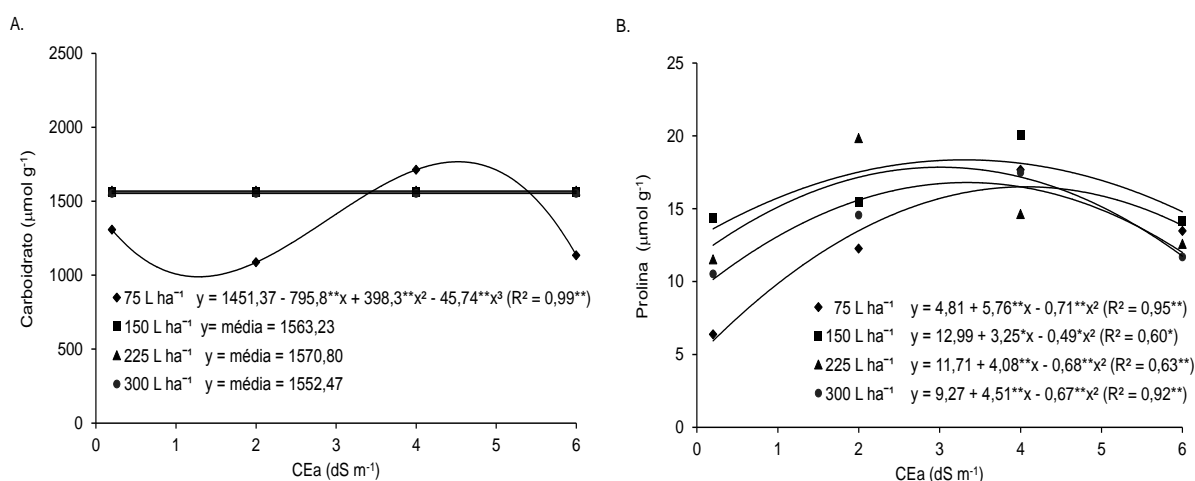 A.
2500
2000
1500
1000
500
0
Carboidrato (µmol g⁻¹)
75 L ha⁻¹ y = 1451,37 - 795,8**x + 398,3**x² - 45,74**x³ (R² = 0,99**)
150 L ha⁻¹ y= média = 1563,23
225 L ha⁻¹ y = média = 1570,80
300 L ha⁻¹ y = média = 1552,47
0 1 2 3 4 5 6
CEa (dS m⁻¹)
B.
25
20
15
10
5
0
Prolina (µmol g⁻¹)
75 L ha⁻¹ y = 4,81 + 5,76**x - 0,71**x² (R² = 0,95**)
150 L ha⁻¹ y = 12,99 + 3,25*x - 0,49*x² (R² = 0,60*)
225 L ha⁻¹ y = 11,71 + 4,08**x - 0,68**x² (R² = 0,63**)
300 L ha⁻¹ y = 9,27 + 4,51**x - 0,67**x² (R² = 0,92**)
0 1 2 3 4 5 6
CEa (dS m⁻¹)